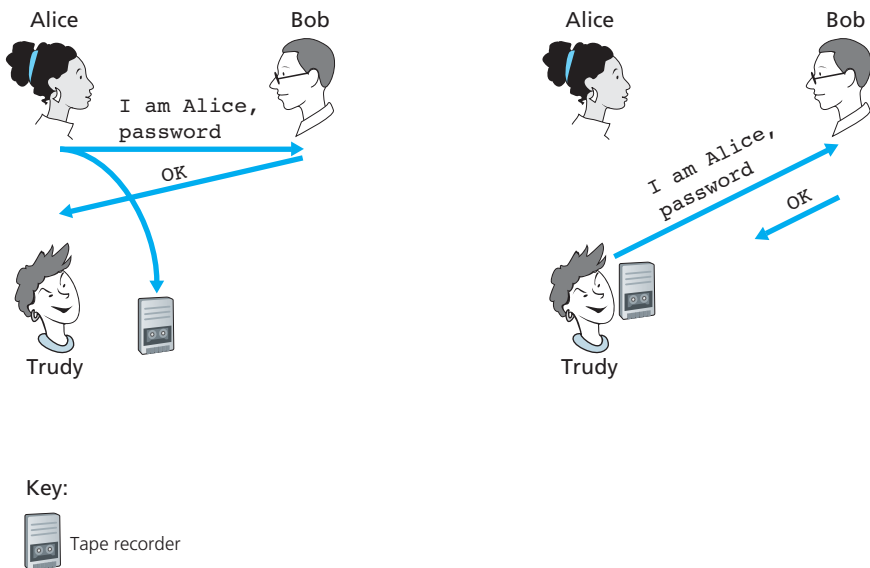 Alice
Bob
I am Alice,
password
OK
Trudy
Alice
Bob
I am Alice,
password
OK
Trudy
Key:
Tape recorder